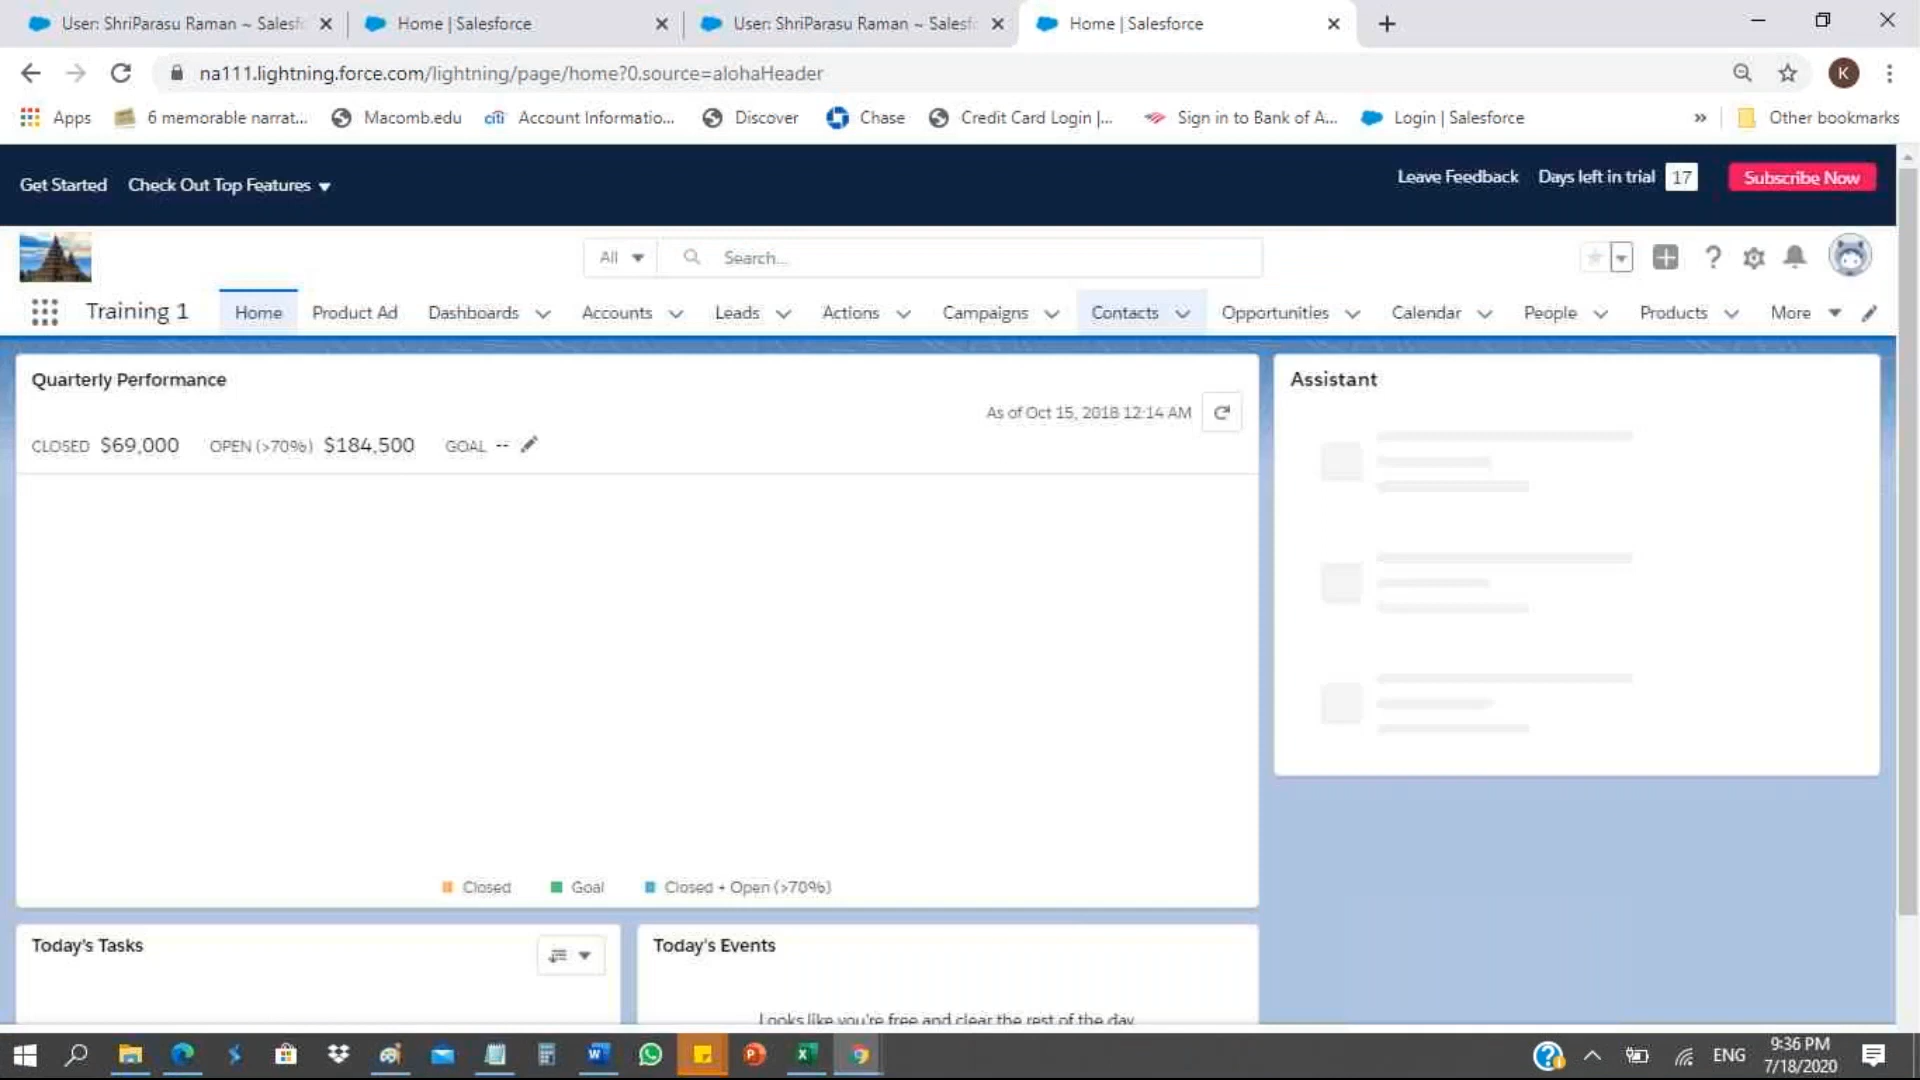 User: ShriParasu Raman ~ Salesf
Home | Salesforce
User: ShriParasu Raman ~ Salesf
Home | Salesforce
na111.lightning.force.com/lightning/page/home?0.source=alohaHeader
K
Apps
6 memorable narrat...
Macomb.edu
citi
Account Informatio...
Discover
Chase
Credit Card Login |...
Sign in to Bank of A...
Login | Salesforce
»
Other bookmarks
Get Started
Check Out Top Features
Leave Feedback
Days left in trial 17
Subscribe Now
All
Search...
Training 1
Home
Product Ad
Dashboards
Accounts
Leads
Actions
Campaigns
Contacts
Opportunities
Calendar
People
Products
More
Quarterly Performance
As of Oct 15, 2018 12:14 AM
CLOSED $69,000 OPEN (>70%) $184,500 GOAL --
Closed
Goal
Closed + Open (>70%)
Assistant
Today's Tasks
Today's Events
Looks like you're free and clear the rest of the day
ENG
9:36 PM
7/18/2020